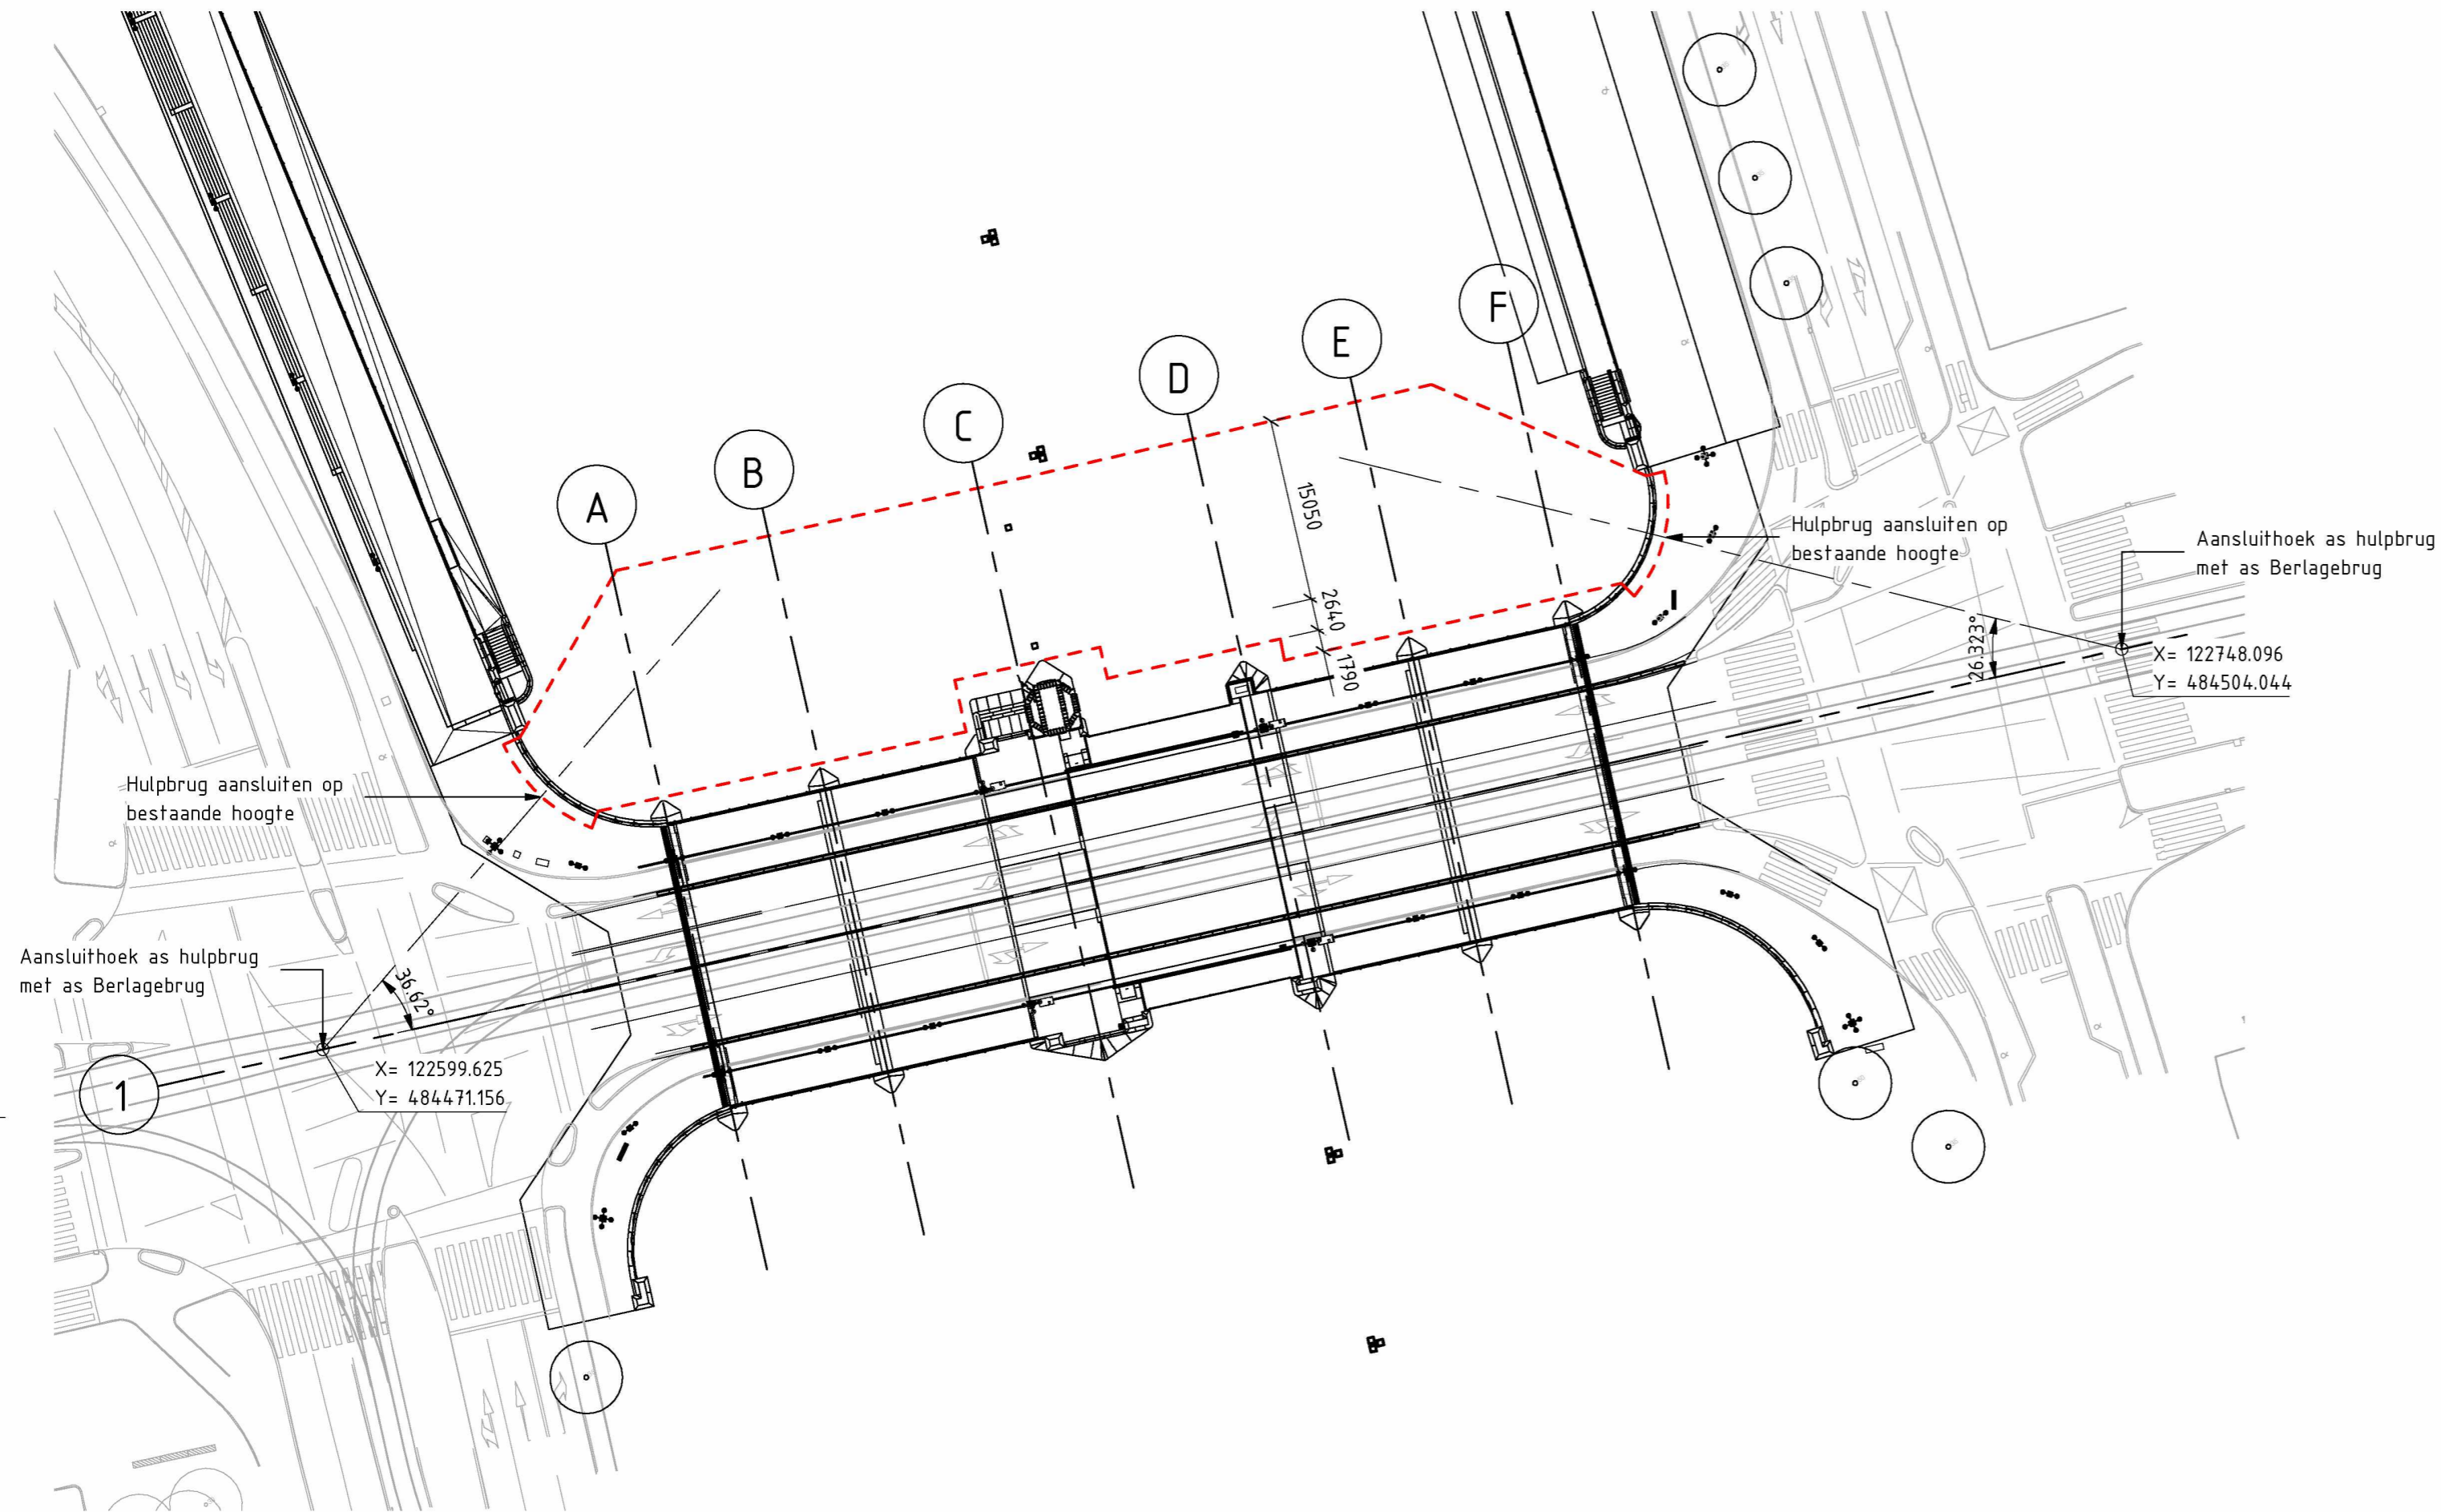 F
E
D
C
B
A
15050
2640
1790
Hulpbrug aansluiten op
bestaande hoogte
Aansluithoek as hulpbrug
met as Berlagebrug
26.323°
X= 122748.096
Y= 484504.044
Hulpbrug aansluiten op
bestaande hoogte
Aansluithoek as hulpbrug
met as Berlagebrug
36.62°
X= 122599.625
Y= 484471.156
1